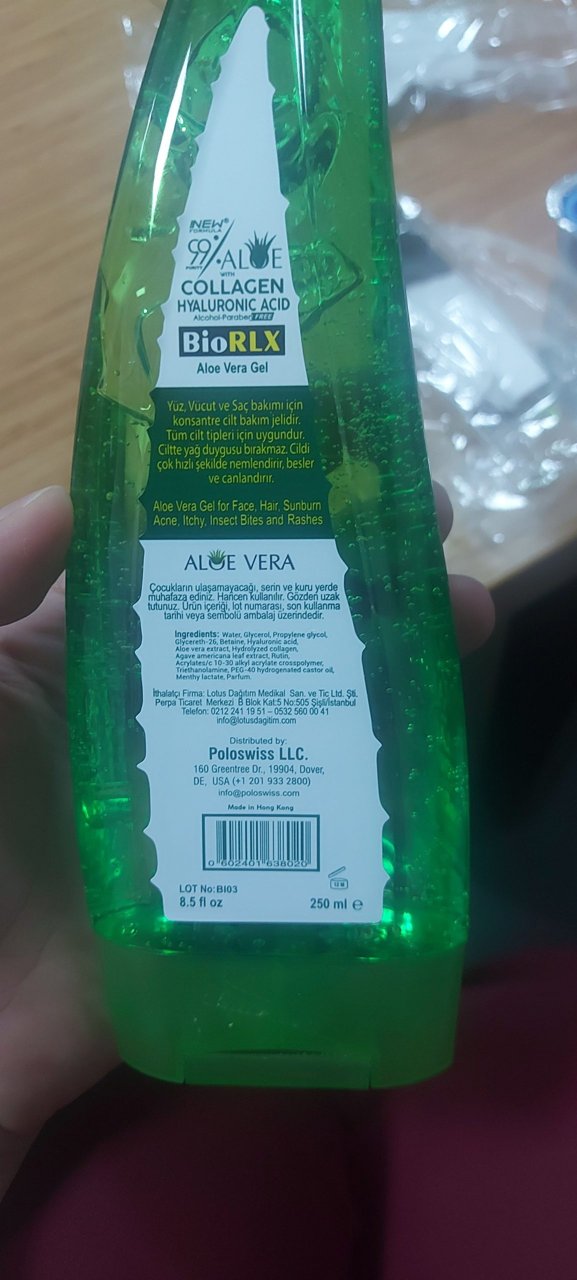 NEW®
FORMULA
99%
PURITY
ALOE
WITH
COLLAGEN
HYALURONIC ACID
Alcohol-Paraben FREE
BioRLX
Aloe Vera Gel
Yüz, Vücut ve Saç bakımı için
konsantre cilt bakım jelidir.
Tüm cilt tipleri için uygundur.
Ciltte yağ duygusu bırakmaz. Cildi
çok hızlı şekilde nemlendirir, besler
ve canlandırır.
Aloe Vera Gel for Face, Hair, Sunburn
Acne, Itchy, Insect Bites and Rashes
ALOE VERA
Çocukların ulaşamayacağı, serin ve kuru yerde
muhafaza ediniz. Haricen kullanılır. Gözden uzak
tutunuz. Ürün içeriği, lot numarası, son kullanma
tarihi veya sembolü ambalaj üzerindedir.
Ingredients: Water, Glycerol, Propylene glycol,
Glycereth-26, Betaine, Hyaluronic acid,
Aloe vera extract, Hydrolyzed collagen,
Agave americana leaf extract, Rutin,
Acrylates/c 10-30 alkyl acrylate crosspolymer,
Triethanolamine, PEG-40 hydrogenated castor oil,
Menthy lactate, Parfum.
İthalatçı Firma: Lotus Dağıtım Medikal San. ve Tic Ltd. Şti.
Perpa Ticaret Merkezi B Blok Kat:5 No:505 Şişli/İstanbul
Telefon: 0212 241 19 51 – 0532 560 00 41
info@lotusdagitim.com
Distributed by:
Poloswiss LLC.
160 Greentree Dr., 19904, Dover,
DE, USA (+1 201 933 2800)
info@poloswiss.com
Made in Hong Kong
0 602401 638020
12 M
LOT No:BI03
8.5 fl oz 250 ml e